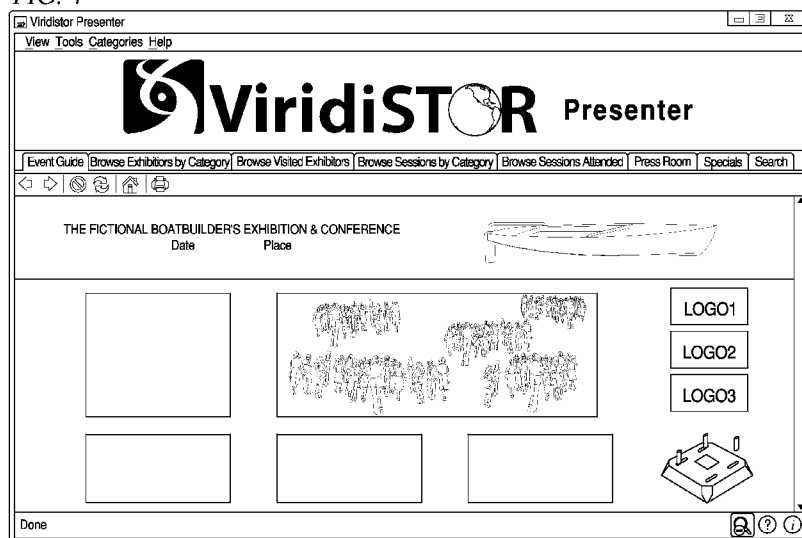 FIG. 7
Viridistor Presenter
View Tools Categories Help
ViridiSTOR Presenter
Event Guide Browse Exhibitiors by Category Browse Visited Exhibitors Browse Sessions by Category Browse Sessions Attended Press Room Specials Search
THE FICTIONAL BOATBUILDER'S EXHIBITION & CONFERENCE
Date Place
LOGO1
LOGO2
LOGO3
Done